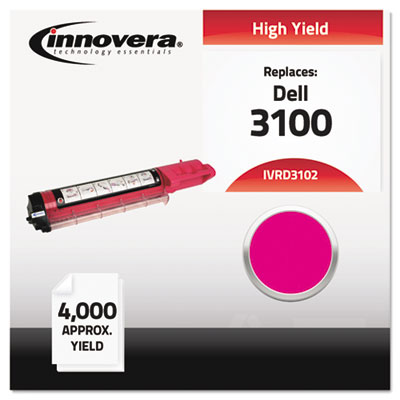 innovera®
technology essentials
High Yield
Replaces:
Dell
3100
IVRD3102
4,000
APPROX.
YIELD